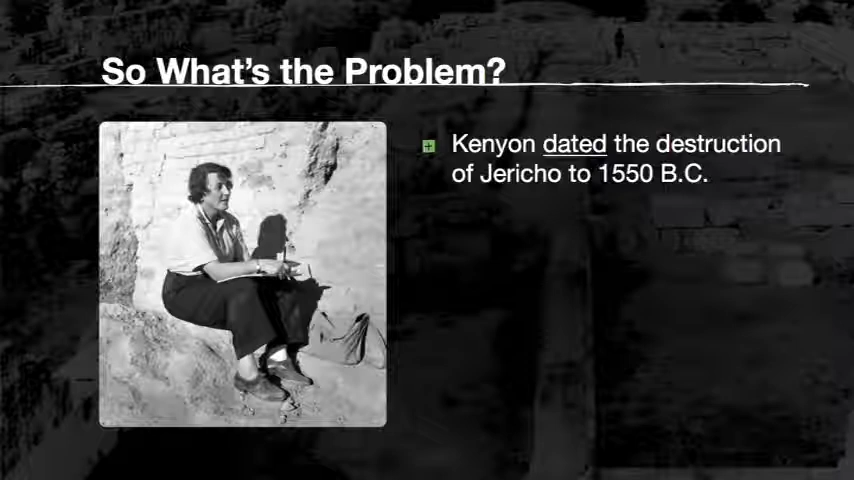 So What's the Problem?
Kenyon dated the destruction
of Jericho to 1550 B.C.